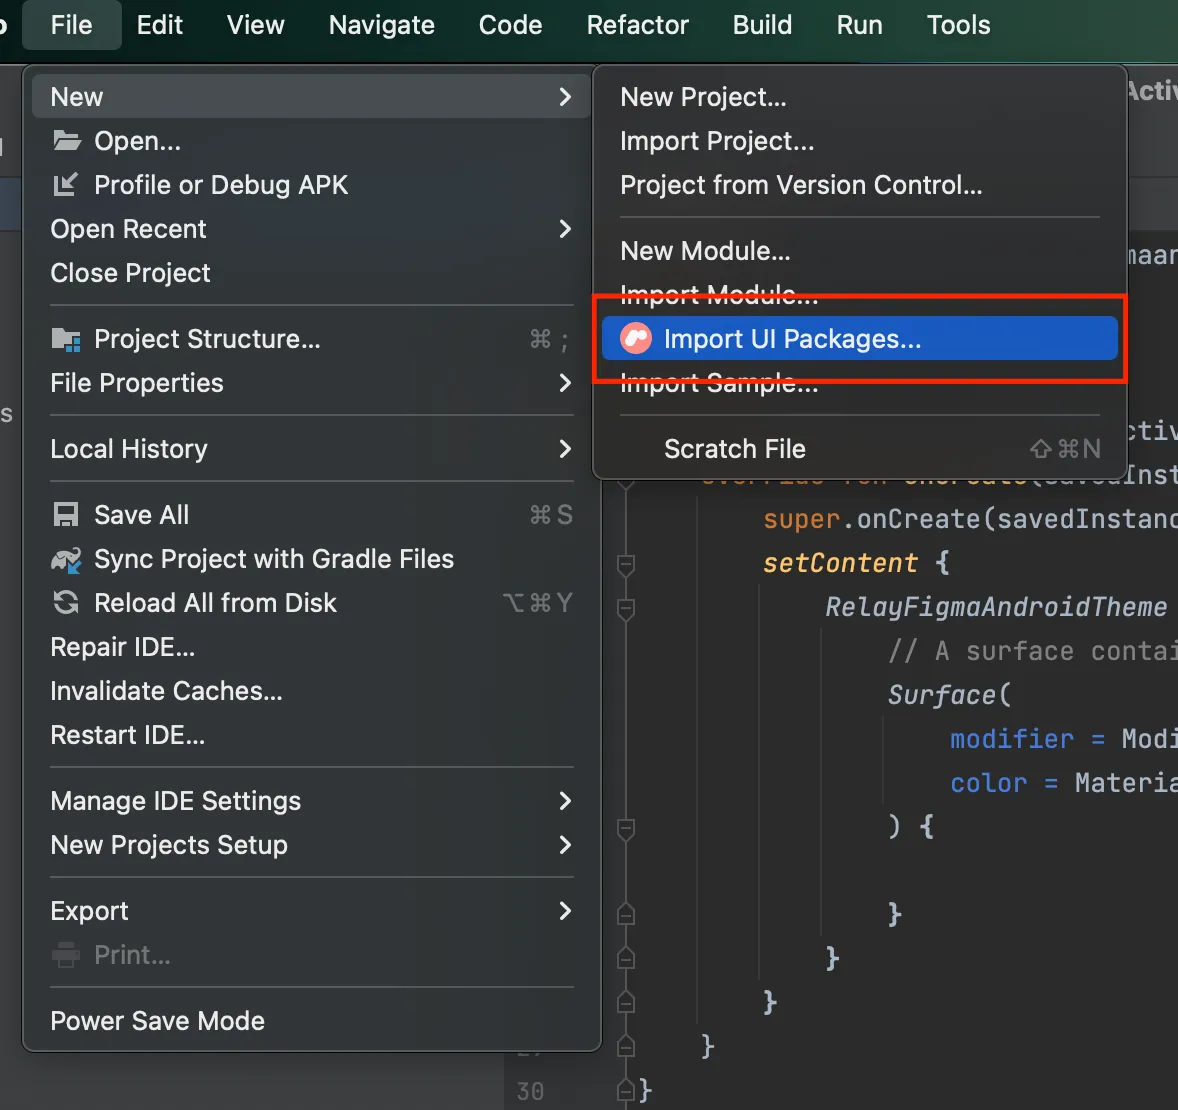 File Edit View Navigate Code Refactor Build Run Tools
New
Open...
Profile or Debug APK
Open Recent
Close Project
Project Structure... ⌘ ;
File Properties
Local History
Save All ⌘ S
Sync Project with Gradle Files
Reload All from Disk ⌥ ⌘ Y
Repair IDE...
Invalidate Caches...
Restart IDE...
Manage IDE Settings
New Projects Setup
Export
Print...
Power Save Mode
New Project...
Import Project...
Project from Version Control...
New Module...
Import Module...
Import UI Packages...
Import Sample...
Scratch File ⇧⌘N
super.onCreate(savedInstanc
setContent {
RelayFigmaAndroidTheme
// A surface contai
Surface(
modifier = Modi
color = Materia
) {
}
}
}
}
30 }